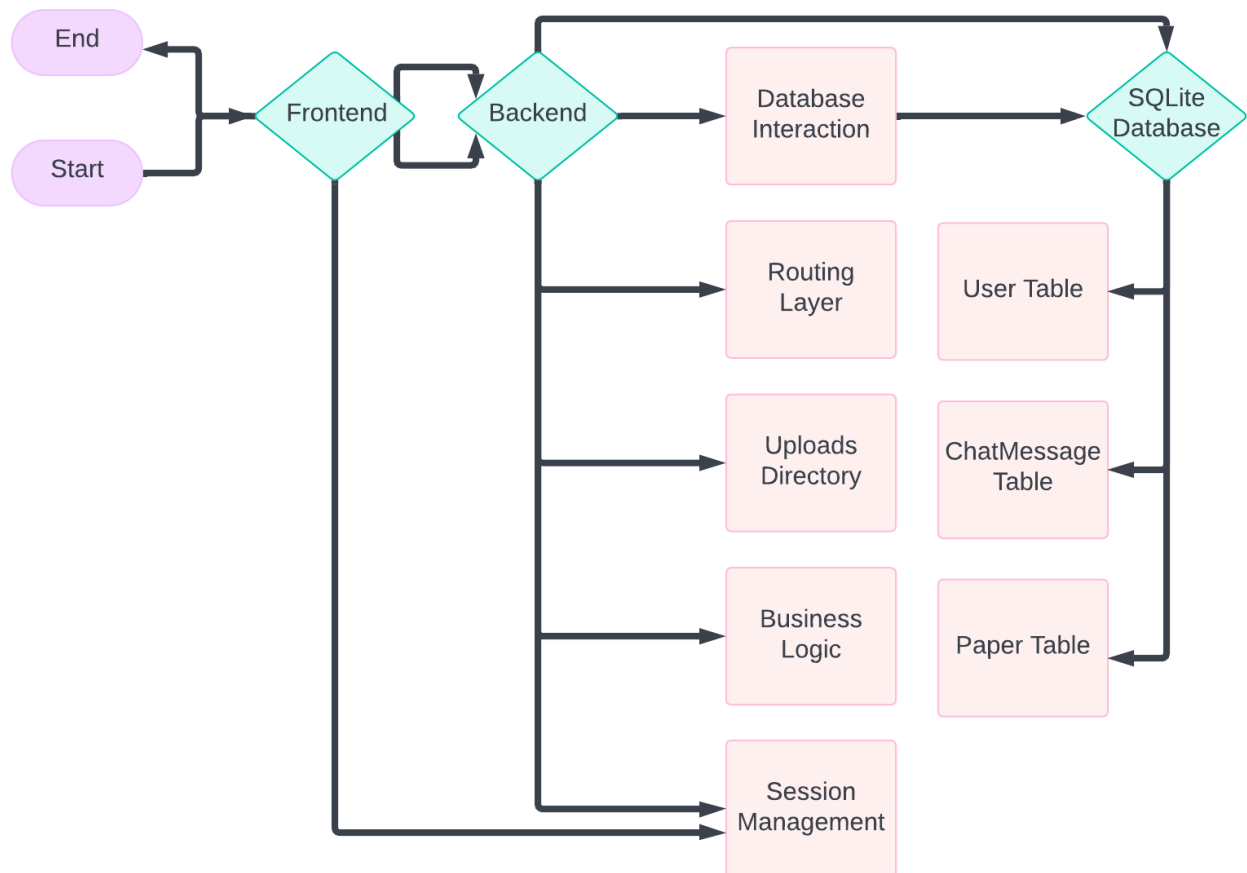 End
Start
Frontend
Backend
Database
Interaction
SQLite
Database
Routing
Layer
User Table
Uploads
Directory
ChatMessage
Table
Business
Logic
Paper Table
Session
Management